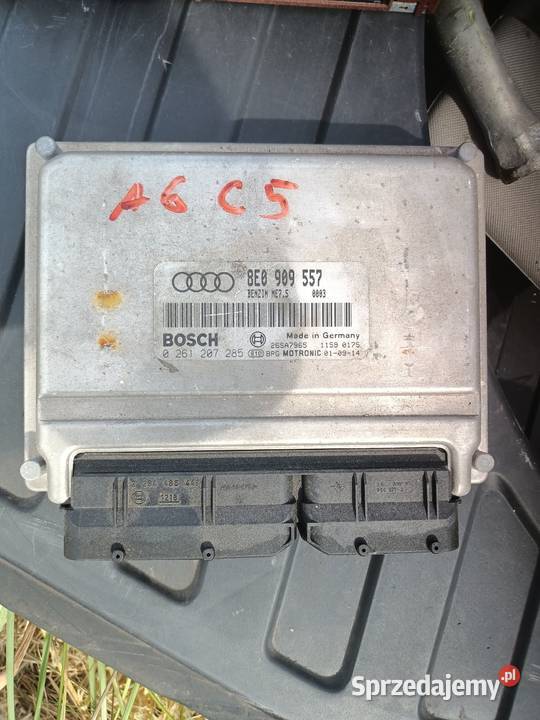 A6 C5
8E0 909 557
BENZIN ME7.5 0003
BOSCH
Made in Germany
26SA7965 1159 0175
0 261 207 285 BPG MOTRONIC 01-09-14
1218
Sprzedajemy.pl